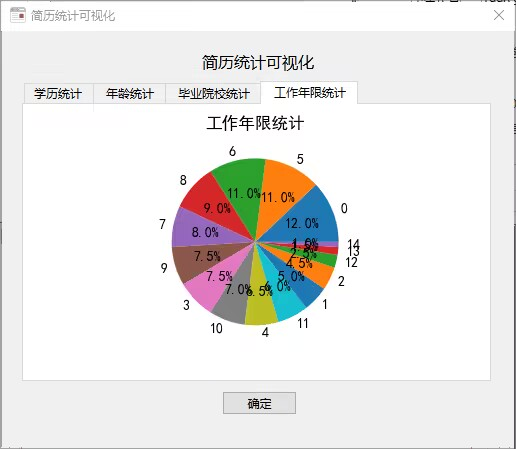 简历统计可视化
简历统计可视化
学历统计 年龄统计 毕业院校统计 工作年限统计
工作年限统计
6 5
8 11.0% 11.0%
9.0% 12.0% 0
7 8.0%
14
13
12
9 7.5% 4.5% 2
3 7.5% 5.0% 1
10 7.0% 6.5% 6.0% 11
4
确定